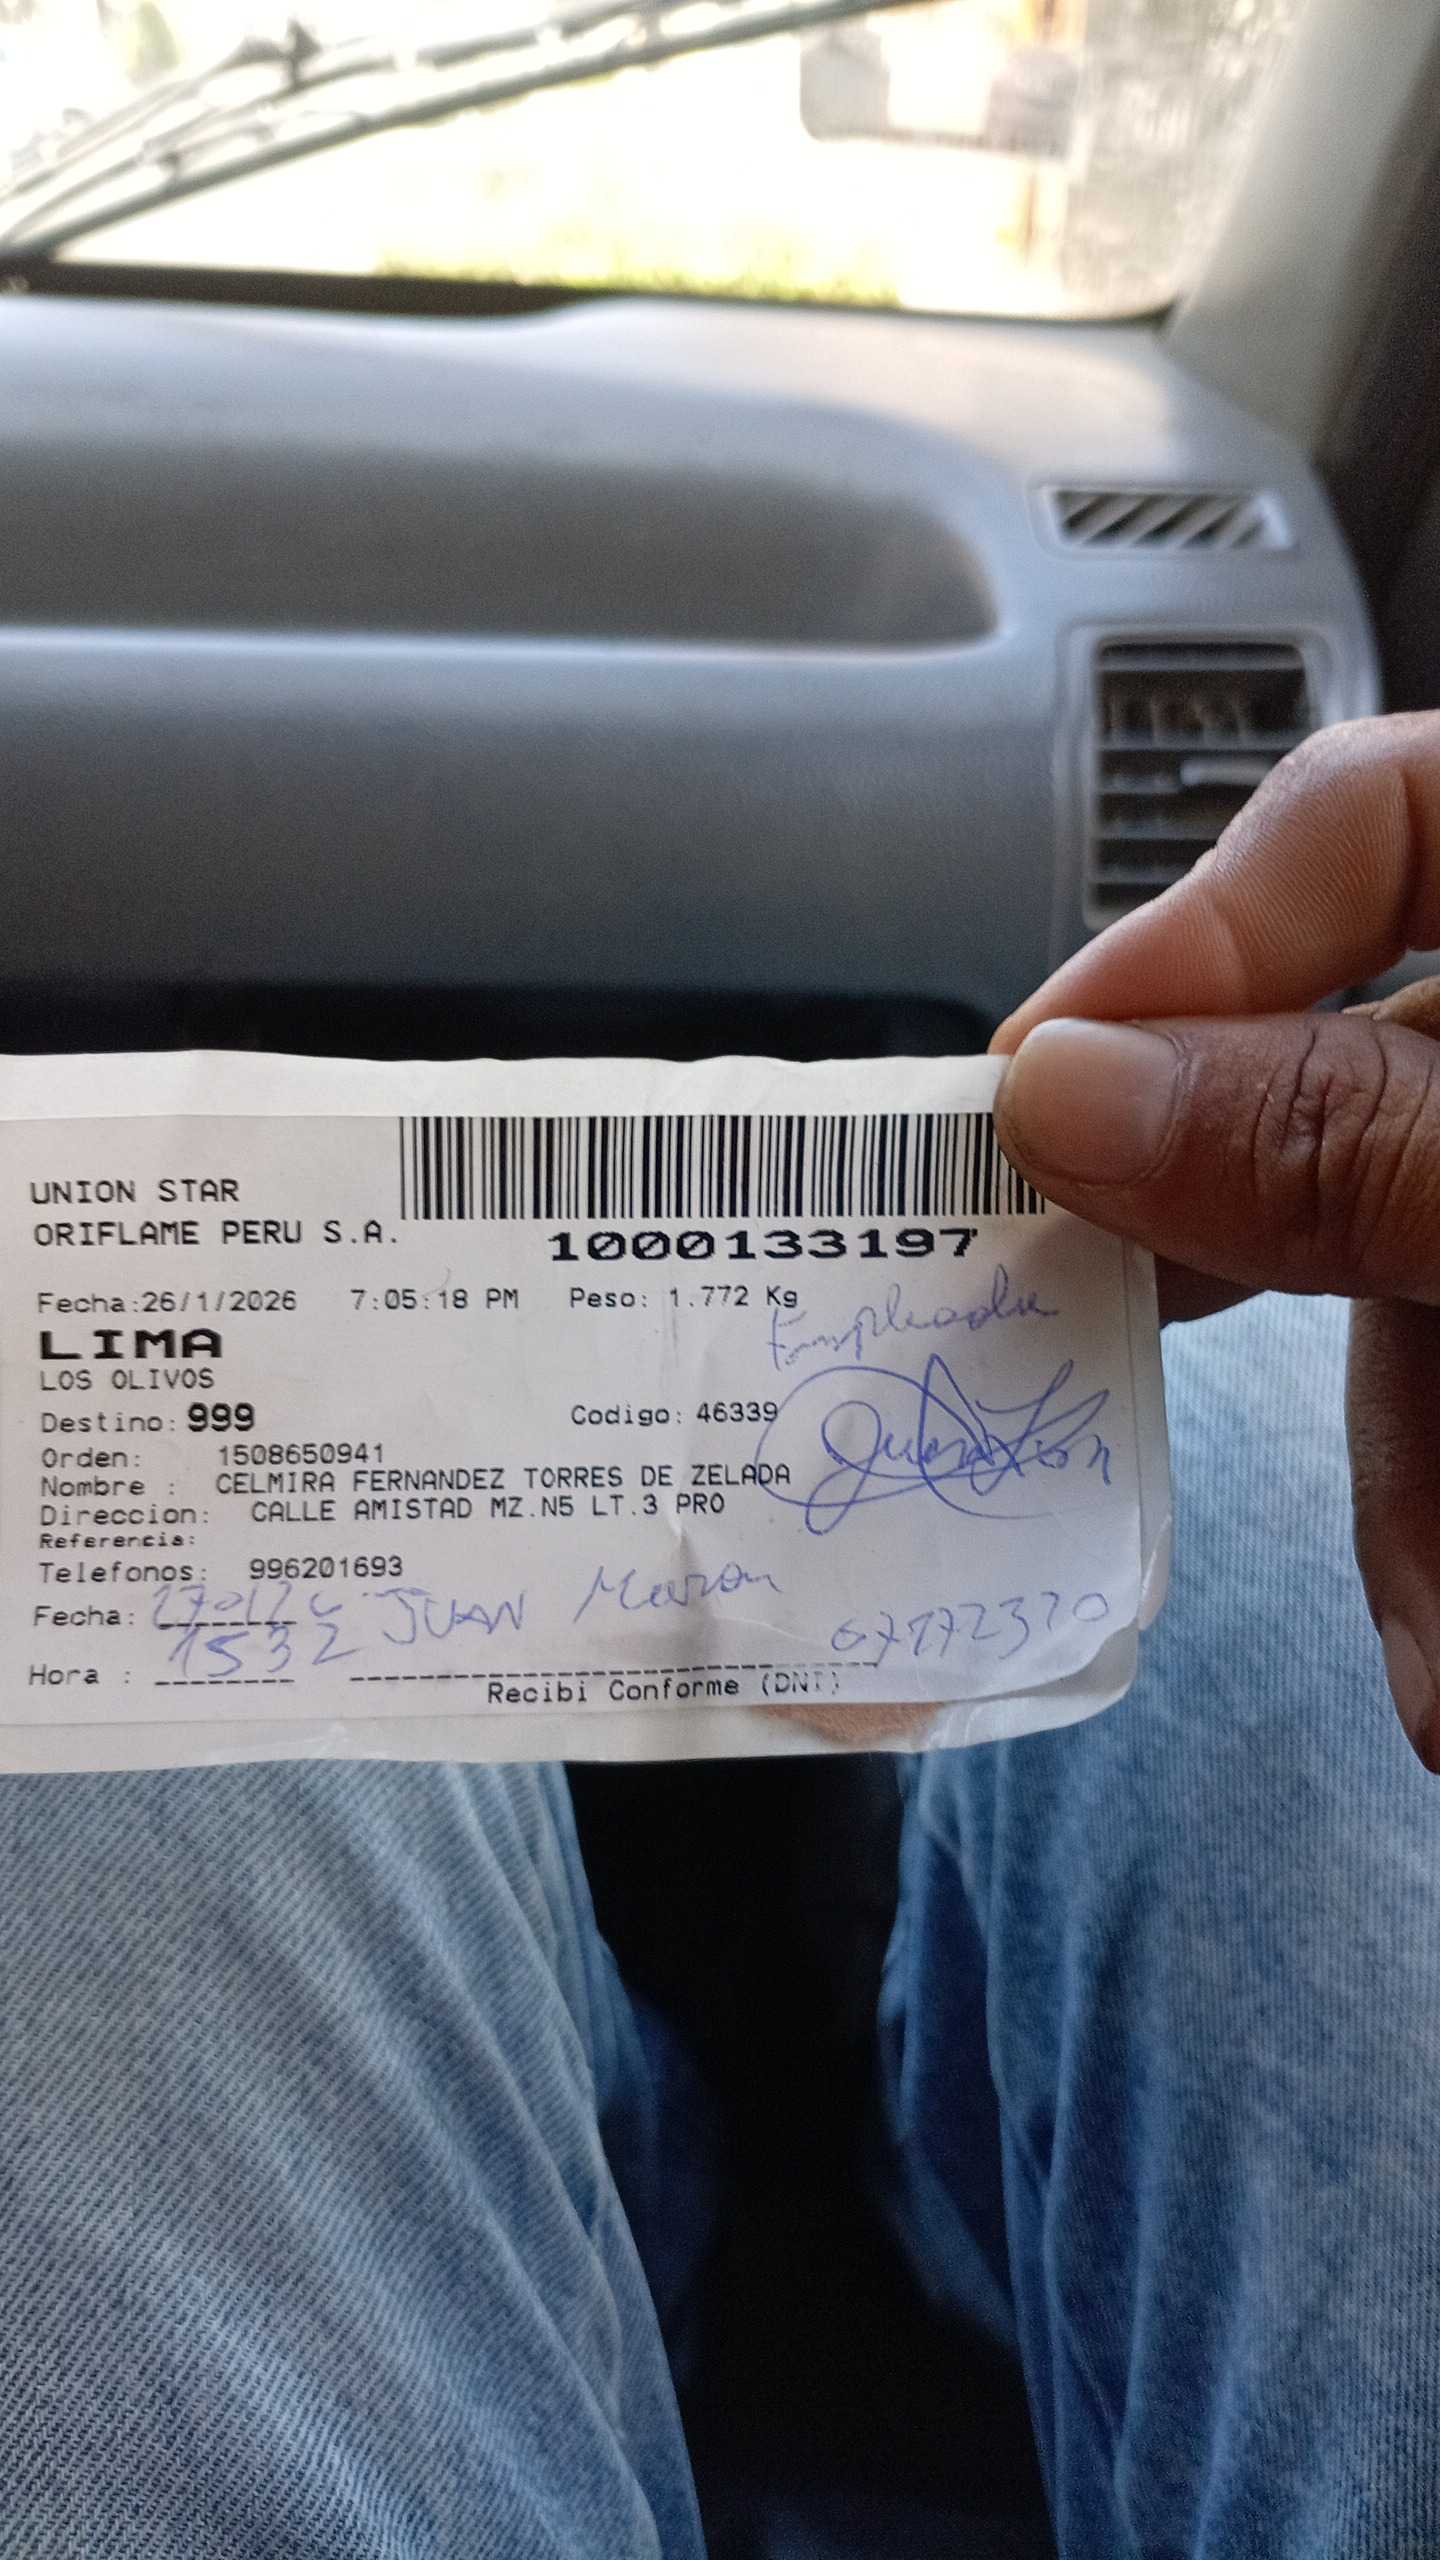 UNION STAR
ORIFLAME PERU S.A.
1000133197
Fecha:26/1/2026 7:05:18 PM Peso: 1.772 Kg
LIMA
LOS OLIVOS
Destino: 999 Codigo: 46339
Orden: 1508650941
Nombre : CELMIRA FERNANDEZ TORRES DE ZELADA
Direccion: CALLE AMISTAD MZ.N5 LT.3 PRO
Referencia:
Telefonos: 996201693
Fecha: JUAN
Hora : 1532
Recibi Conforme (DNI)